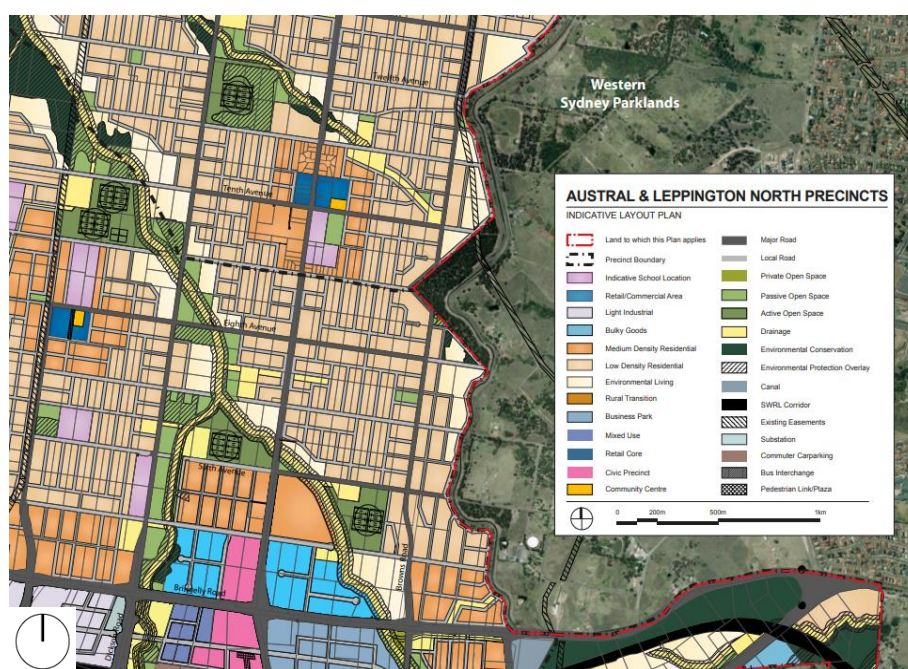 Western
Sydney Parklands
Twelfth Avenue
Tenth Avenue
Eighth Avenue
Sixth Avenue
Browns Road
Bringelly Road
Dickson Road
AUSTRAL & LEPPINGTON NORTH PRECINCTS
INDICATIVE LAYOUT PLAN
Land to which this Plan applies
Precinct Boundary
Indicative School Location
Retail/Commercial Area
Light Industrial
Bulky Goods
Medium Density Residential
Low Density Residential
Environmental Living
Rural Transition
Business Park
Mixed Use
Retail Core
Civic Precinct
Community Centre
Major Road
Local Road
Private Open Space
Passive Open Space
Active Open Space
Drainage
Environmental Conservation
Environmental Protection Overlay
Canal
SWRL Corridor
Existing Easements
Substation
Commuter Carparking
Bus Interchange
Pedestrian Link/Plaza
0 200m 500m 1km